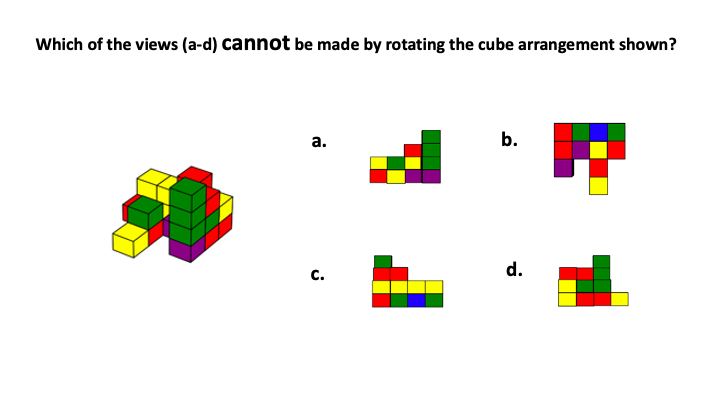 Which of the views (a-d) cannot be made by rotating the cube arrangement shown?
a.
b.
c.
d.